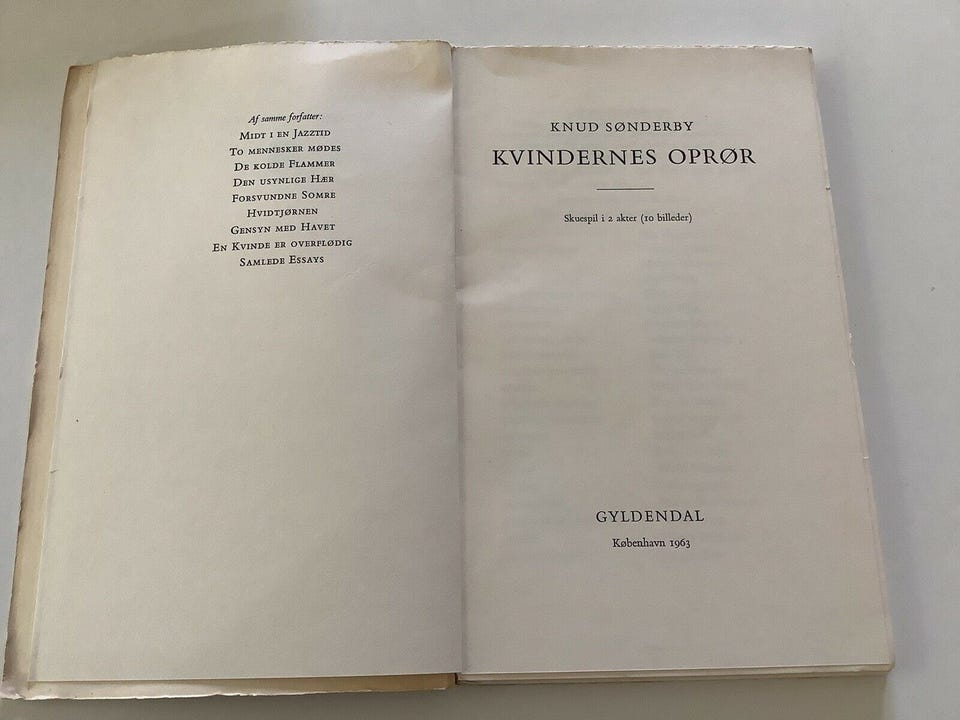 Af samme forfatter:
Midt i en Jazztid
To mennesker mødes
De kolde Flammer
Den usynlige Hær
Forsvundne Somre
Hvidtjørnen
Gensyn med Havet
En Kvinde er overflødig
Samlede Essays
KNUD SØNDERBY
KVINDERNES OPRØR
Skuespil i 2 akter (10 billeder)
GYLDENDAL
København 1963